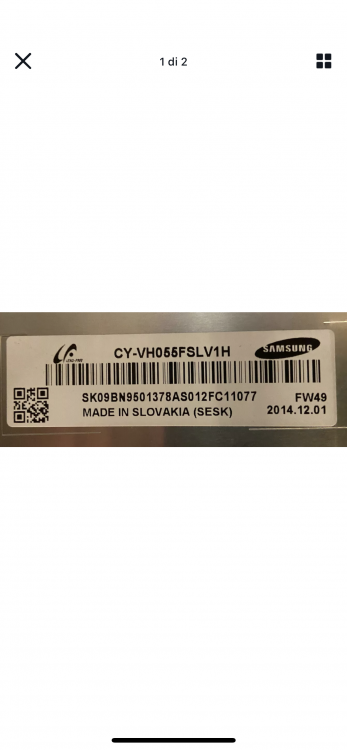 1 di 2
CY-VH055FSLV1H
SAMSUNG
SK09BN9501378AS012FC11077
FW49
MADE IN SLOVAKIA (SESK)
2014.12.01